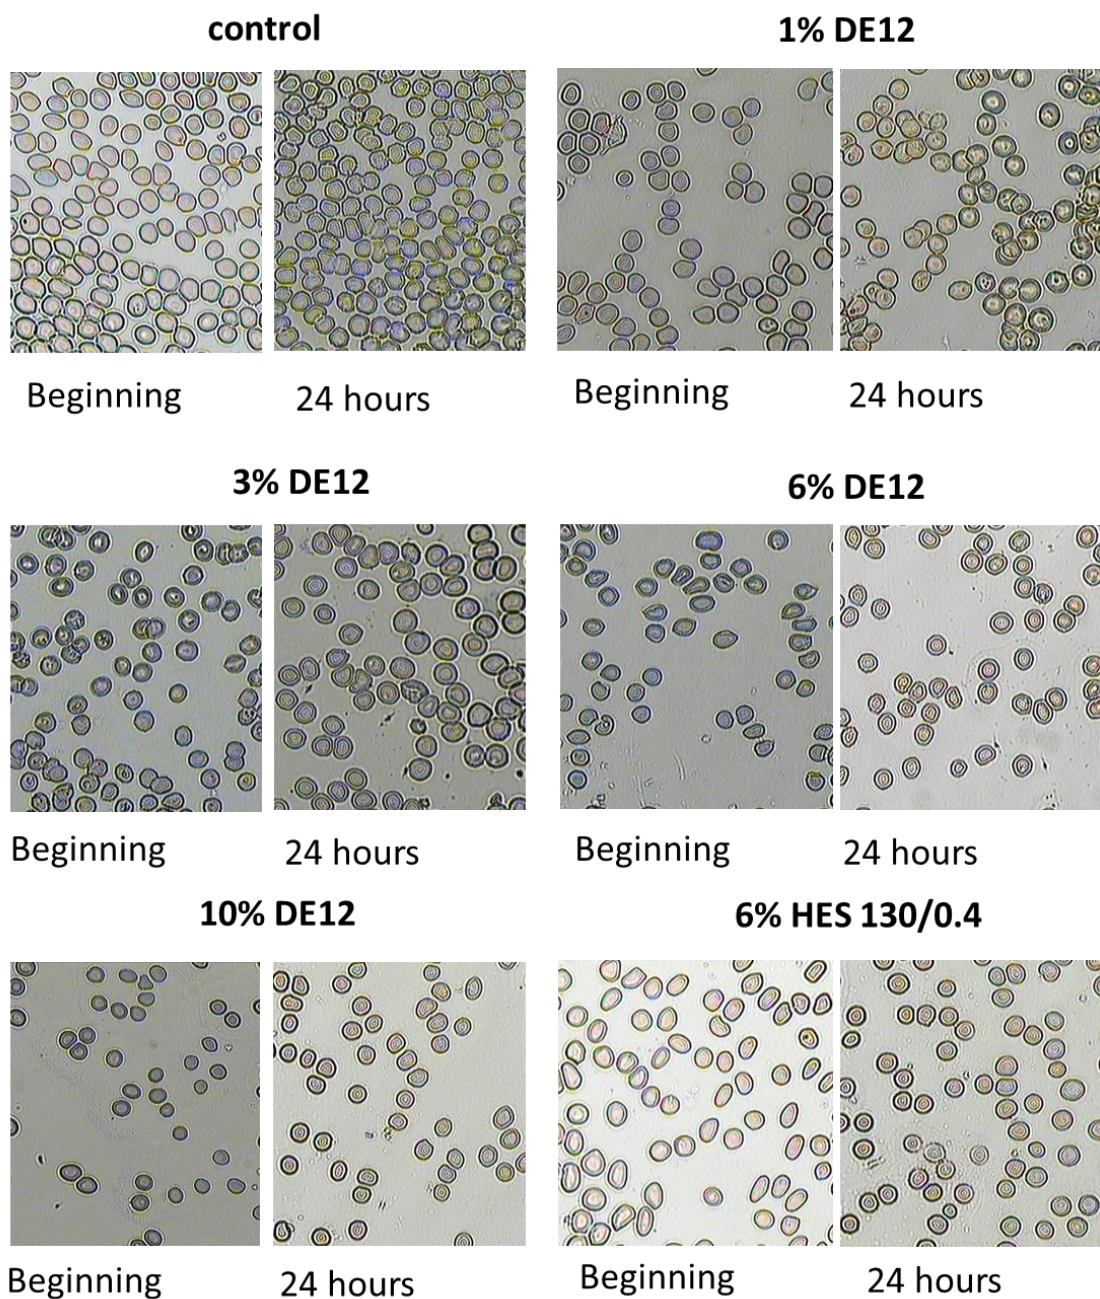 control
1% DE12
Beginning
24 hours
Beginning
24 hours
3% DE12
6% DE12
Beginning
24 hours
Beginning
24 hours
10% DE12
6% HES 130/0.4
Beginning
24 hours
Beginning
24 hours